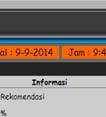 al : 9-9-2014 Jam : 9:4
Informasi
Rekomendasi
%